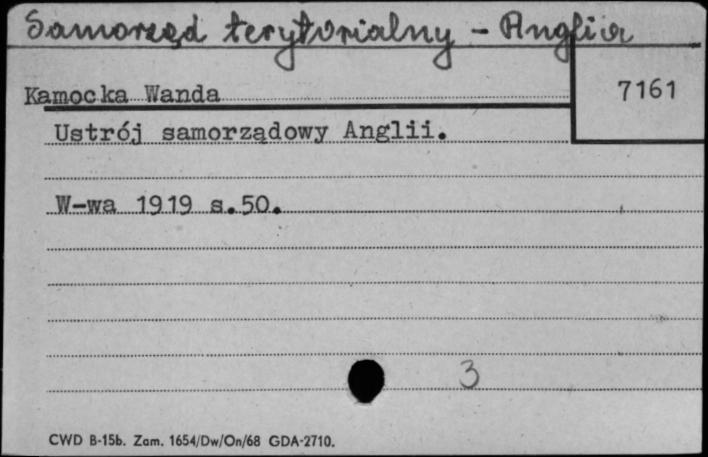 Samorząd terytorialny - Anglia
7161
Kamocka Wanda
Ustrój samorządowy Anglii.
W-wa 1919 s.50.
3
CWD B-15b. Zam. 1654/Dw/On/68 GDA-2710.